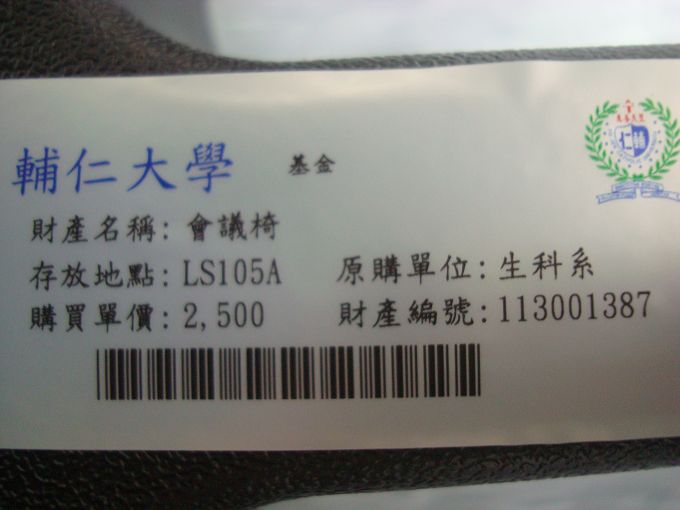 輔仁大學 基金
財產名稱: 會議椅
存放地點: LS105A 原購單位: 生科系
購買單價: 2,500 財產編號: 113001387